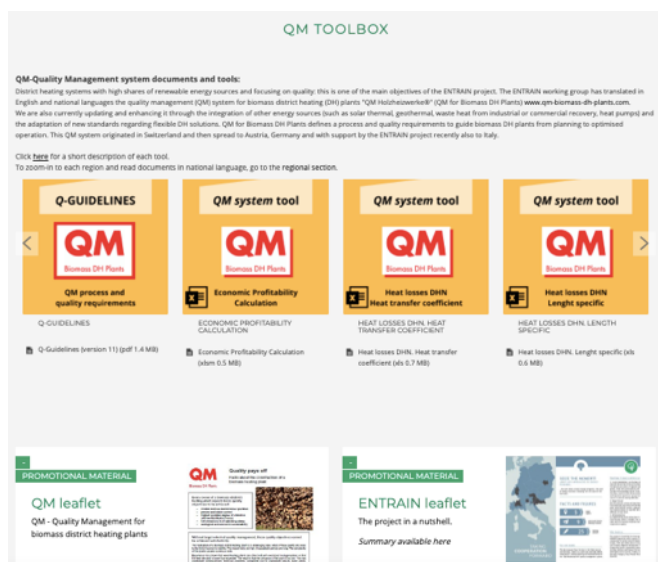 QM TOOLBOX
QM-Quality Management system documents and tools:
District heating systems with high shares of renewable energy sources and focusing on quality: this is one of the main objectives of the ENTRAIN project. The ENTRAIN working group has translated in
English and national languages the quality management (QM) system for biomass district heating (DH) plants "QM Holzheizwerke®" (QM for Biomass DH Plants) www.qm-biomass-dh-plants.com.
We are also currently updating and enhancing it through the integration of other energy sources (such as solar thermal, geothermal, waste heat from industrial or commercial recovery, heat pumps) and
the adaptation of new standards regarding flexible DH solutions. QM for Biomass DH Plants defines a process and quality requirements to guide biomass DH plants from planning to optimised
operation. This QM system originated in Switzerland and then spread to Austria, Germany and with support by the ENTRAIN project recently also to Italy.
Click here for a short description of each tool.
To zoom-in to each region and read documents in national language, go to the regional section.
Q-GUIDELINES
QM
Biomass DH Plants
QM process and
quality requirements
Q-GUIDELINES
Q-Guidelines (version 11) (pdf 1.4 MB)
QM system tool
QM
Biomass DH Plants
Economic Profitability
Calculation
ECONOMIC PROFITABILITY
CALCULATION
Economic Profitability Calculation
(xlsm 0.5 MB)
QM system tool
QM
Biomass DH Plants
Heat losses DHN
Heat transfer coefficient
HEAT LOSSES DHN. HEAT
TRANSFER COEFFICIENT
Heat losses DHN. Heat transfer
coefficient (xls 0.7 MB)
QM system tool
QM
Biomass DH Plants
Heat losses DHN
Lenght specific
HEAT LOSSES DHN. LENGTH
SPECIFIC
Heat losses DHN. Lenght specific (xls
0.6 MB)
-
PROMOTIONAL MATERIAL
QM leaflet
QM - Quality Management for
biomass district heating plants
QM
Biomass DH Plants
Quality pays off
-
PROMOTIONAL MATERIAL
ENTRAIN leaflet
The project in a nutshell.
Summary available here